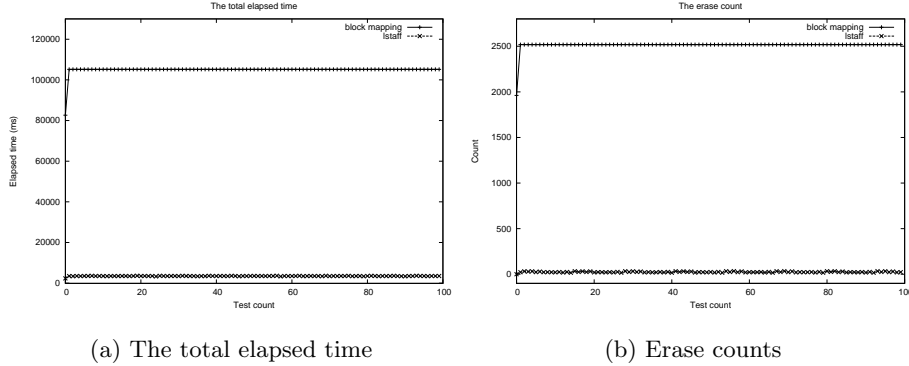 The total elapsed time
block mapping
lstaff
120000
100000
80000
60000
40000
20000
0
Elapsed time (ms)
0 20 40 60 80 100
Test count
(a) The total elapsed time
The erase count
block mapping
lstaff
2500
2000
1500
1000
500
0
Count
0 20 40 60 80 100
Test count
(b) Erase counts